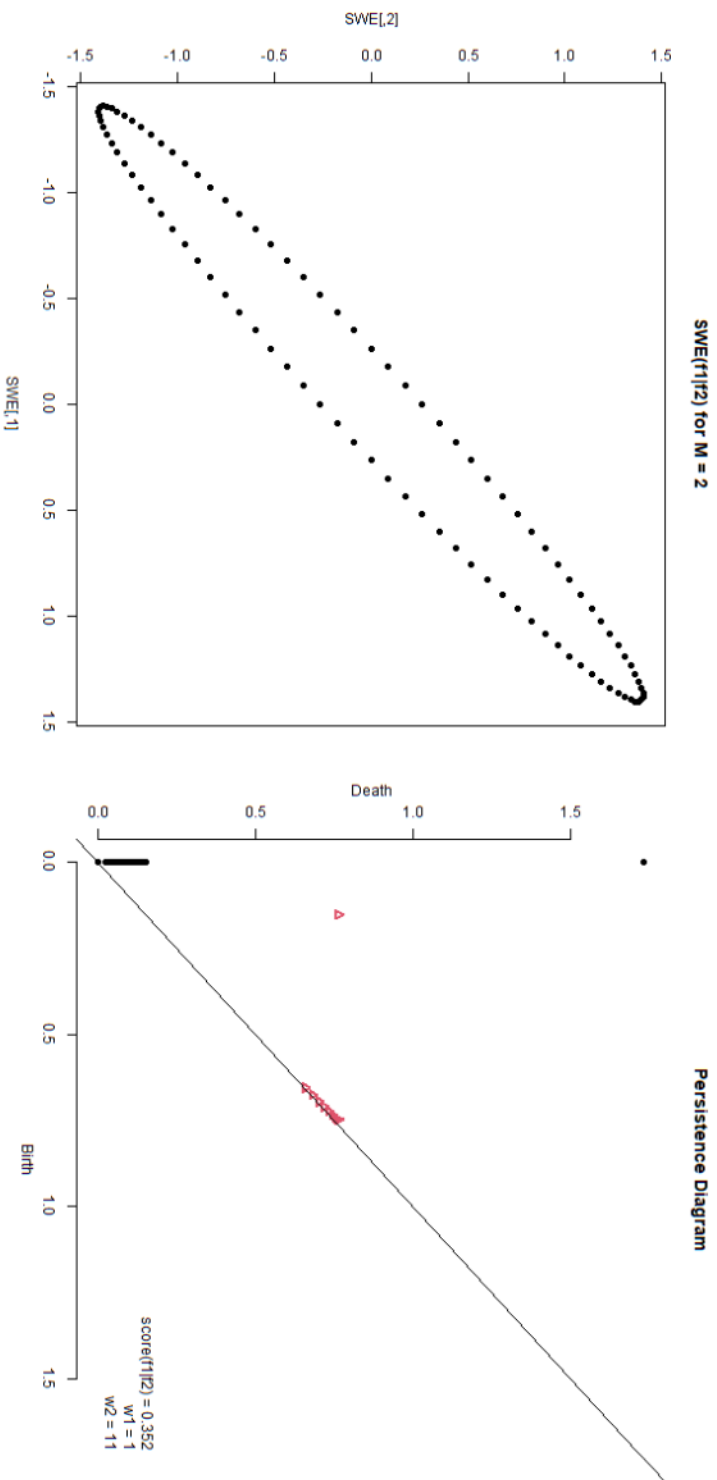 SWE(f1|f2) for M = 2
SWE[,2]
1.5
1.0
0.5
0.0
-0.5
-1.0
-1.5
-1.5
-1.0
-0.5
0.0
0.5
1.0
1.5
SWE[,1]
Persistence Diagram
Death
1.5
1.0
0.5
0.0
0.0
0.5
1.0
1.5
Birth
score(f1|f2) = 0.352
w1 = 1
w2 = 11